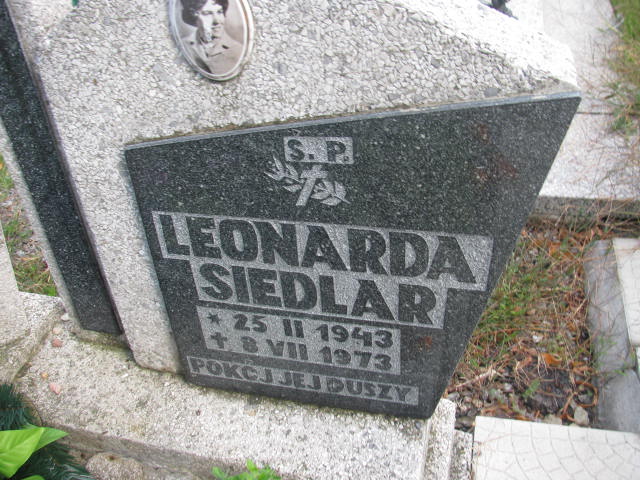 Ś. P.
LEONARDA
SIEDLAR
* 25 II 1943
✝ 8 VII 1973
POKÓJ JEJ DUSZY